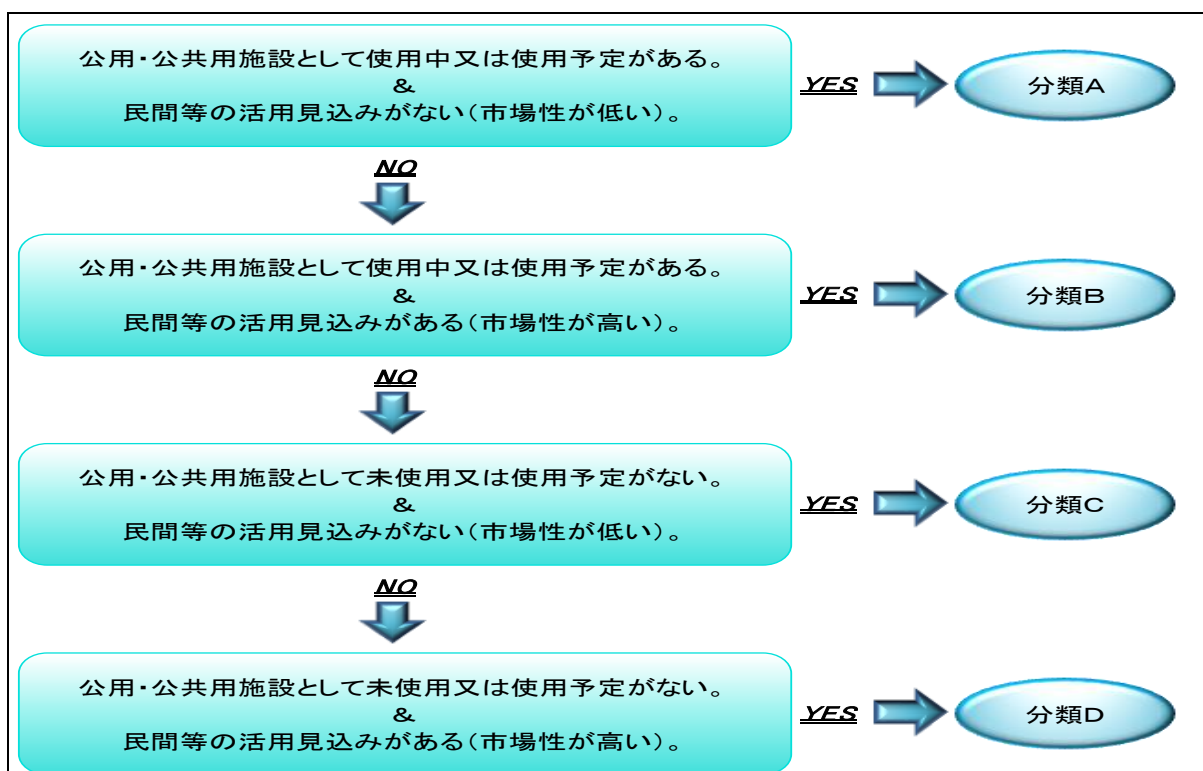 公用・公共用施設として使用中又は使用予定がある。
&
民間等の活用見込みがない(市場性が低い)。
YES
分類A
NO
公用・公共用施設として使用中又は使用予定がある。
&
民間等の活用見込みがある(市場性が高い)。
YES
分類B
NO
公用・公共用施設として未使用又は使用予定がない。
&
民間等の活用見込みがない(市場性が低い)。
YES
分類C
NO
公用・公共用施設として未使用又は使用予定がない。
&
民間等の活用見込みがある(市場性が高い)。
YES
分類D